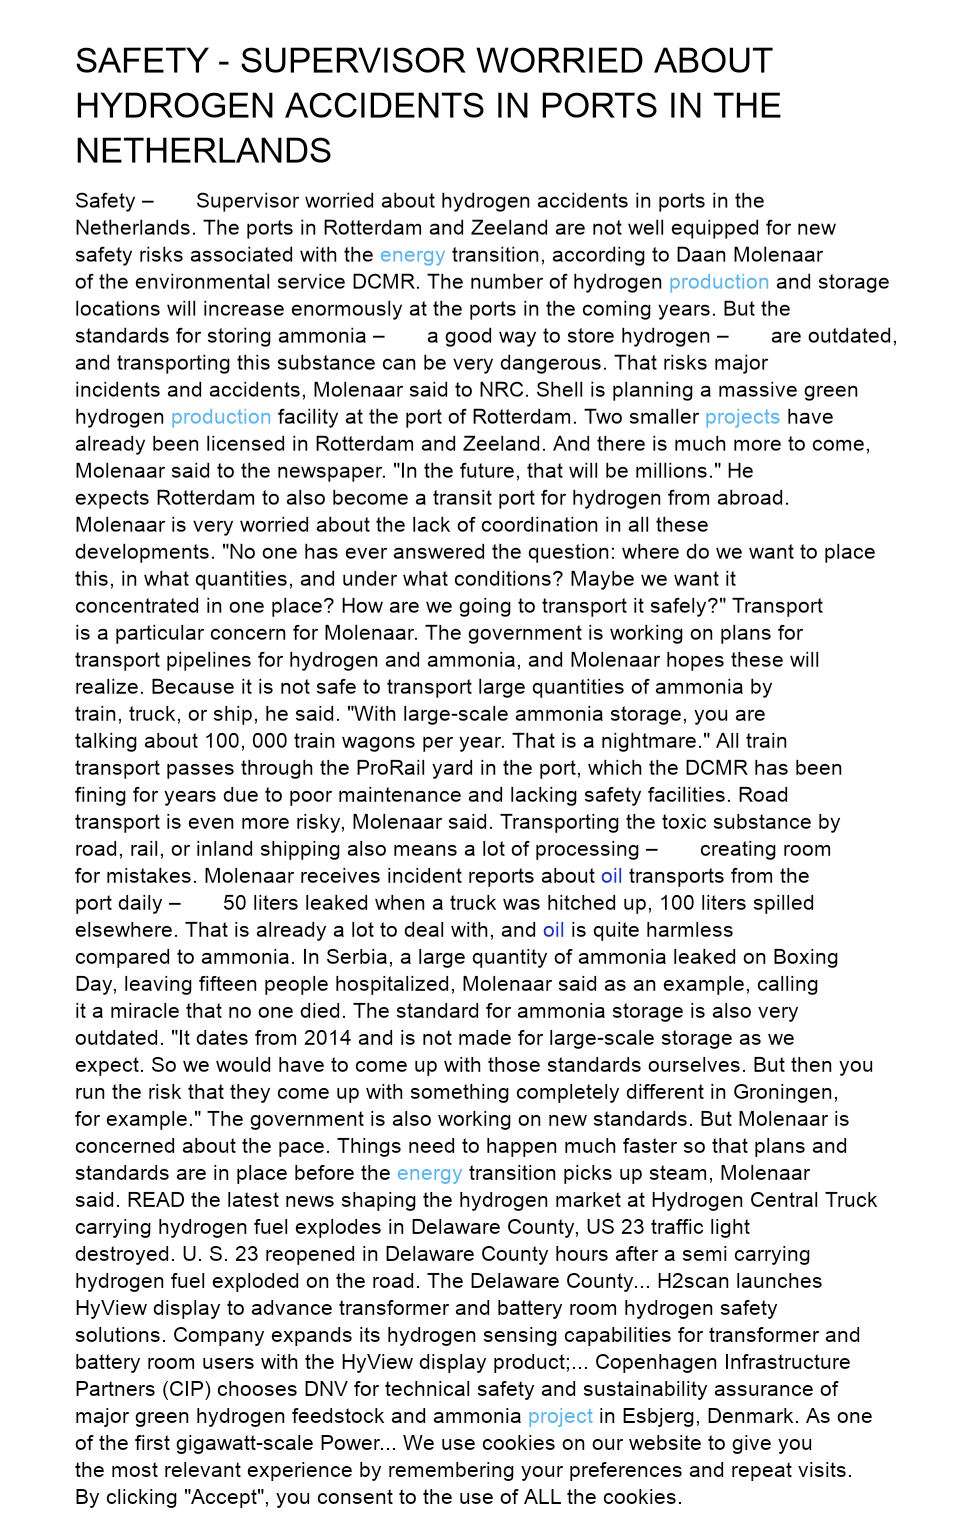 SAFETY - SUPERVISOR WORRIED ABOUT
HYDROGEN ACCIDENTS IN PORTS IN THE
NETHERLANDS
Safety – Supervisor worried about hydrogen accidents in ports in the
Netherlands. The ports in Rotterdam and Zeeland are not well equipped for new
safety risks associated with the energy transition, according to Daan Molenaar
of the environmental service DCMR. The number of hydrogen production and storage
locations will increase enormously at the ports in the coming years. But the
standards for storing ammonia – a good way to store hydrogen – are outdated,
and transporting this substance can be very dangerous. That risks major
incidents and accidents, Molenaar said to NRC. Shell is planning a massive green
hydrogen production facility at the port of Rotterdam. Two smaller projects have
already been licensed in Rotterdam and Zeeland. And there is much more to come,
Molenaar said to the newspaper. "In the future, that will be millions." He
expects Rotterdam to also become a transit port for hydrogen from abroad.
Molenaar is very worried about the lack of coordination in all these
developments. "No one has ever answered the question: where do we want to place
this, in what quantities, and under what conditions? Maybe we want it
concentrated in one place? How are we going to transport it safely?" Transport
is a particular concern for Molenaar. The government is working on plans for
transport pipelines for hydrogen and ammonia, and Molenaar hopes these will
realize. Because it is not safe to transport large quantities of ammonia by
train, truck, or ship, he said. "With large-scale ammonia storage, you are
talking about 100, 000 train wagons per year. That is a nightmare." All train
transport passes through the ProRail yard in the port, which the DCMR has been
fining for years due to poor maintenance and lacking safety facilities. Road
transport is even more risky, Molenaar said. Transporting the toxic substance by
road, rail, or inland shipping also means a lot of processing – creating room
for mistakes. Molenaar receives incident reports about oil transports from the
port daily – 50 liters leaked when a truck was hitched up, 100 liters spilled
elsewhere. That is already a lot to deal with, and oil is quite harmless
compared to ammonia. In Serbia, a large quantity of ammonia leaked on Boxing
Day, leaving fifteen people hospitalized, Molenaar said as an example, calling
it a miracle that no one died. The standard for ammonia storage is also very
outdated. "It dates from 2014 and is not made for large-scale storage as we
expect. So we would have to come up with those standards ourselves. But then you
run the risk that they come up with something completely different in Groningen,
for example." The government is also working on new standards. But Molenaar is
concerned about the pace. Things need to happen much faster so that plans and
standards are in place before the energy transition picks up steam, Molenaar
said. READ the latest news shaping the hydrogen market at Hydrogen Central Truck
carrying hydrogen fuel explodes in Delaware County, US 23 traffic light
destroyed. U. S. 23 reopened in Delaware County hours after a semi carrying
hydrogen fuel exploded on the road. The Delaware County... H2scan launches
HyView display to advance transformer and battery room hydrogen safety
solutions. Company expands its hydrogen sensing capabilities for transformer and
battery room users with the HyView display product;... Copenhagen Infrastructure
Partners (CIP) chooses DNV for technical safety and sustainability assurance of
major green hydrogen feedstock and ammonia project in Esbjerg, Denmark. As one
of the first gigawatt-scale Power... We use cookies on our website to give you
the most relevant experience by remembering your preferences and repeat visits.
By clicking "Accept", you consent to the use of ALL the cookies.